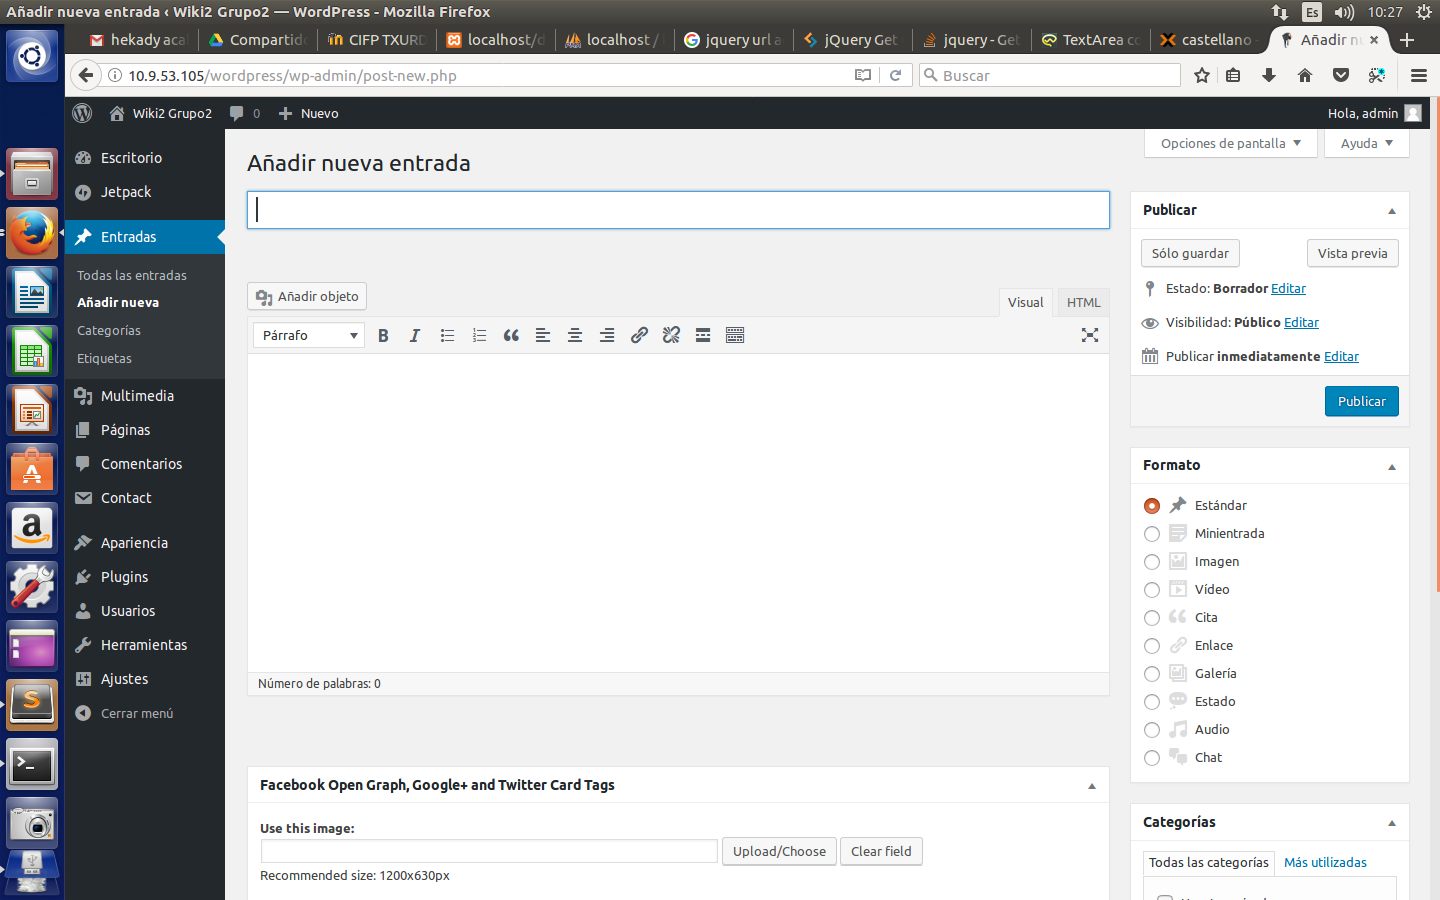 Añadir nueva entrada ‹ Wiki2 Grupo2 — WordPress - Mozilla Firefox
Es
10:27
hekady aca
Compartido
CIFP TXURD
localhost/d
localhost /
jquery url a
jQuery Get
jquery - Get
TextArea co
castellano
Añadir nu
10.9.53.105/wordpress/wp-admin/post-new.php
Buscar
Wiki2 Grupo2
0
Nuevo
Hola, admin
Escritorio
Jetpack
Entradas
Todas las entradas
Añadir nueva
Categorías
Etiquetas
Multimedia
Páginas
Comentarios
Contact
Apariencia
Plugins
Usuarios
Herramientas
Ajustes
Cerrar menú
Opciones de pantalla
Ayuda
Añadir nueva entrada
Añadir objeto
Visual
HTML
Párrafo
B I
Número de palabras: 0
Facebook Open Graph, Google+ and Twitter Card Tags
Use this image:
Upload/Choose
Clear field
Recommended size: 1200x630px
Publicar
Sólo guardar
Vista previa
Estado: Borrador Editar
Visibilidad: Público Editar
Publicar inmediatamente Editar
Publicar
Formato
Estándar
Minientrada
Imagen
Vídeo
Cita
Enlace
Galería
Estado
Audio
Chat
Categorías
Todas las categorías
Más utilizadas